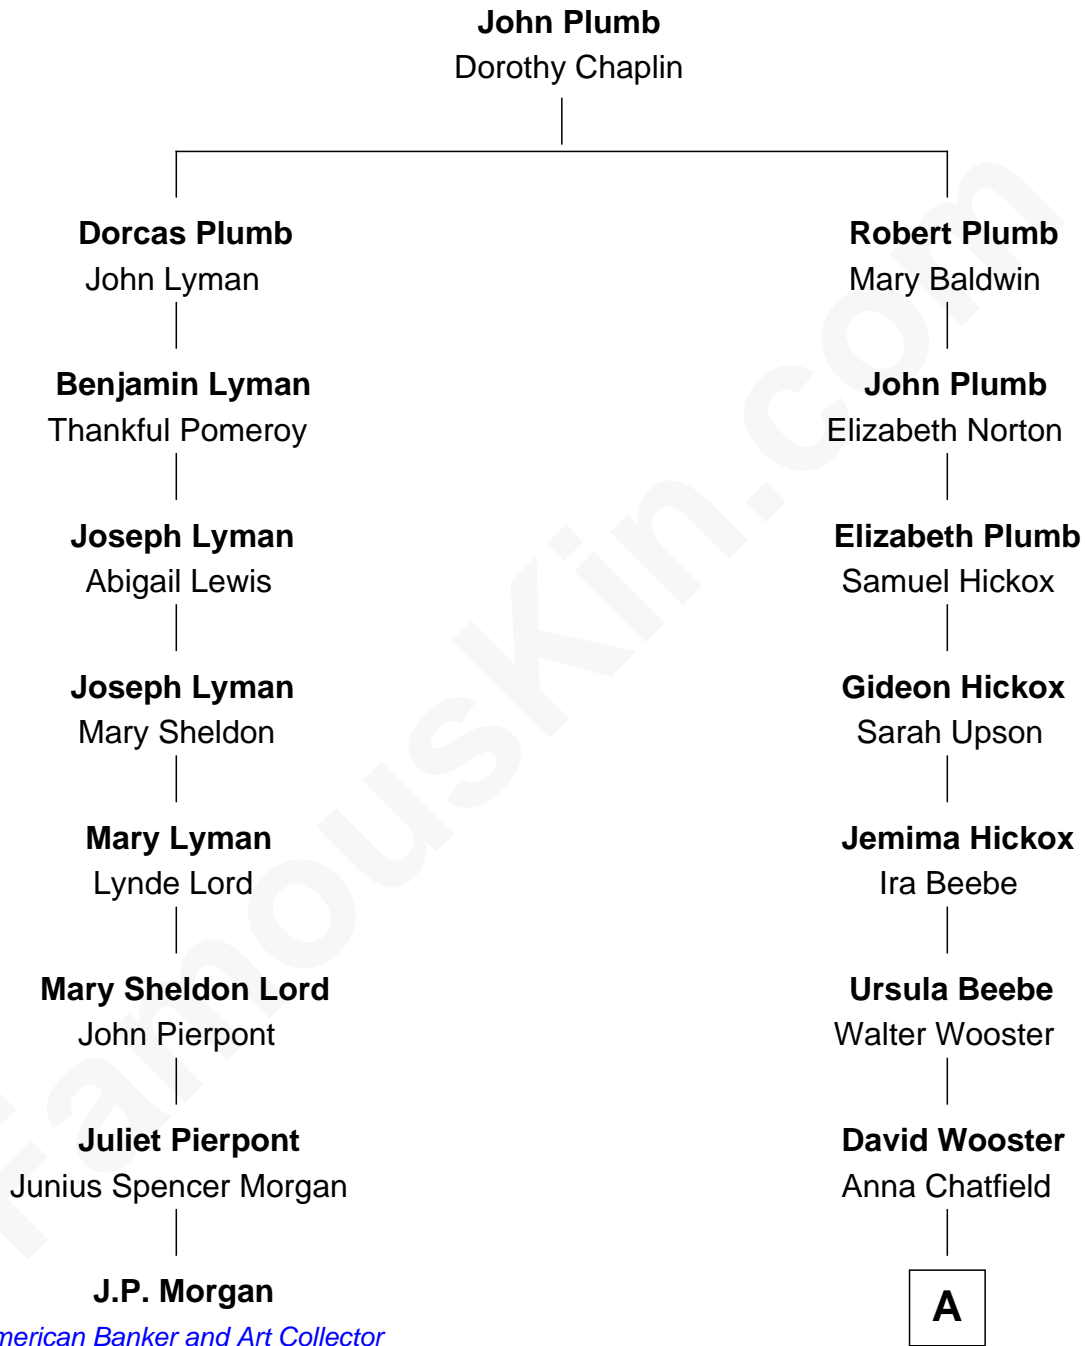 John Plumb
Dorothy Chaplin
Dorcas Plumb
John Lyman
Robert Plumb
Mary Baldwin
Benjamin Lyman
Thankful Pomeroy
John Plumb
Elizabeth Norton
Joseph Lyman
Abigail Lewis
Elizabeth Plumb
Samuel Hickox
Joseph Lyman
Mary Sheldon
Gideon Hickox
Sarah Upson
Mary Lyman
Lynde Lord
Jemima Hickox
Ira Beebe
Mary Sheldon Lord
John Pierpont
Ursula Beebe
Walter Wooster
Juliet Pierpont
Junius Spencer Morgan
David Wooster
Anna Chatfield
J.P. Morgan
merican Banker and Art Collector
A
FamousKin.com